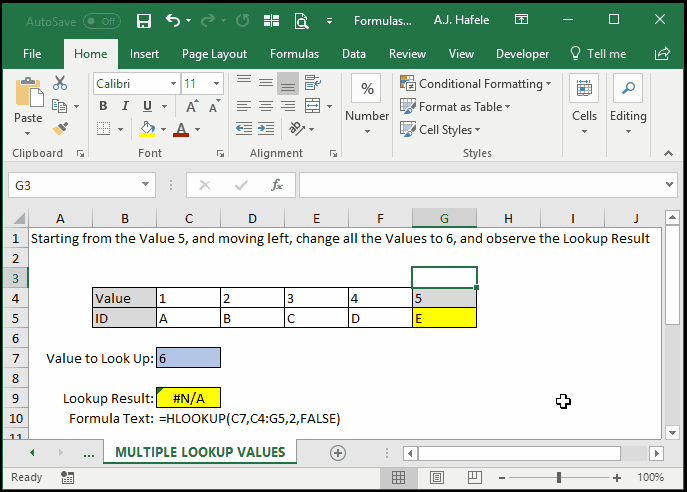 AutoSave Off Formulas... A.J. Hafele
File Home Insert Page Layout Formulas Data Review View Developer Tell me
Calibri 11
Paste B I U A A A % Number Conditional Formatting Format as Table Cell Styles Cells Editing
Clipboard Font Alignment Styles
G3 fx
A B C D E F G H I J
1 Starting from the Value 5, and moving left, change all the Values to 6, and observe the Lookup Result
2
3
4 Value 1 2 3 4 5
5 ID A B C D E
6
7 Value to Look Up: 6
8
9 Lookup Result: #N/A
10 Formula Text: =HLOOKUP(C7,C4:G5,2,FALSE)
11
... MULTIPLE LOOKUP VALUES
Ready 100%